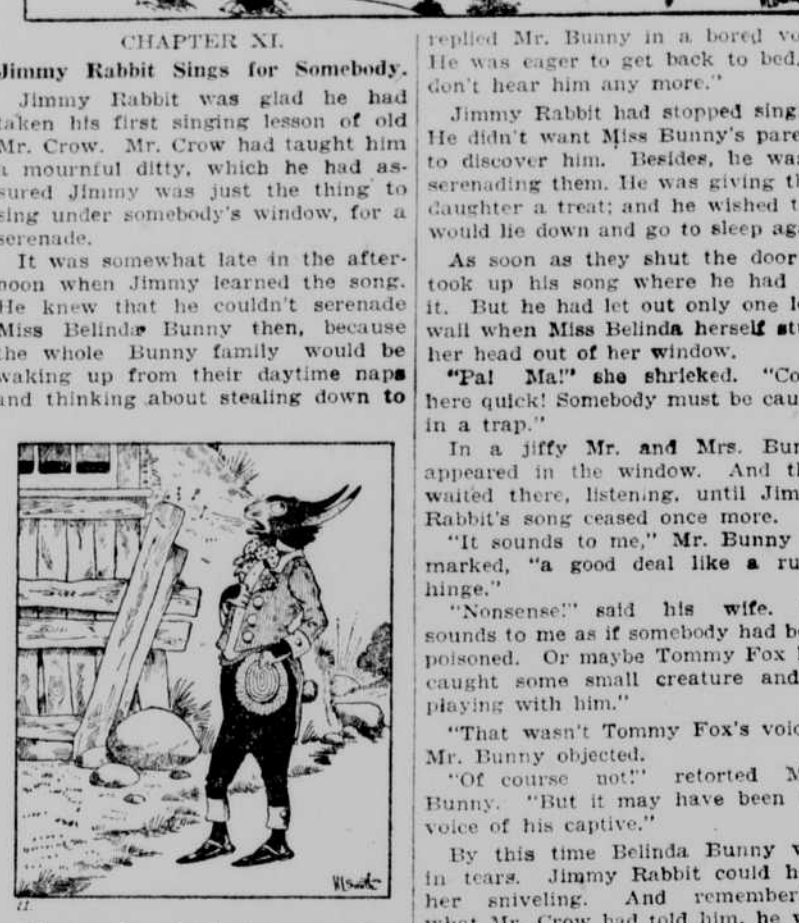 CHAPTER XI.
Jimmy Rabbit Sings for Somebody.
Jimmy Rabbit was glad he had
taken his first singing lesson of old
Mr. Crow. Mr. Crow had taught him
a mournful ditty, which he had as-
sured Jimmy was just the thing to
sing under somebody's window, for a
serenade.
It was somewhat late in the after-
noon when Jimmy learned the song.
He knew that he couldn't serenade
Miss Belinda Bunny then, because
the whole Bunny family would be
waking up from their daytime naps
and thinking about stealing down to
11.
replied Mr. Bunny in a bored
He was eager to get back to bed.
don't hear him any more."
Jimmy Rabbit had stopped sing
He didn't want Miss Bunny's pare
to discover him. Besides, he wa
serenading them. He was giving th
daughter a treat; and he wished t
would lie down and go to sleep ag
As soon as they shut the door
took up his song where he had
it. But he had let out only one l
wail when Miss Belinda herself st
her head out of her window.
"Pa! Ma!" she shrieked. "Co
here quick! Somebody must be cau
in a trap."
In a jiffy Mr. and Mrs. Bun
appeared in the window. And th
waited there, listening, until Jim
Rabbit's song ceased once more.
"It sounds to me," Mr. Bunny
marked, "a good deal like a ru
hinge."
"Nonsense!" said his wife.
sounds to me as if somebody had b
poisoned. Or maybe Tommy Fox
caught some small creature and
playing with him."
"That wasn't Tommy Fox's voic
Mr. Bunny objected.
"Of course not!" retorted M
Bunny. "But it may have been
voice of his captive."
By this time Belinda Bunny
in tears. Jimmy Rabbit could h
her sniveling. And remember
what Mr. Crow had told him, he